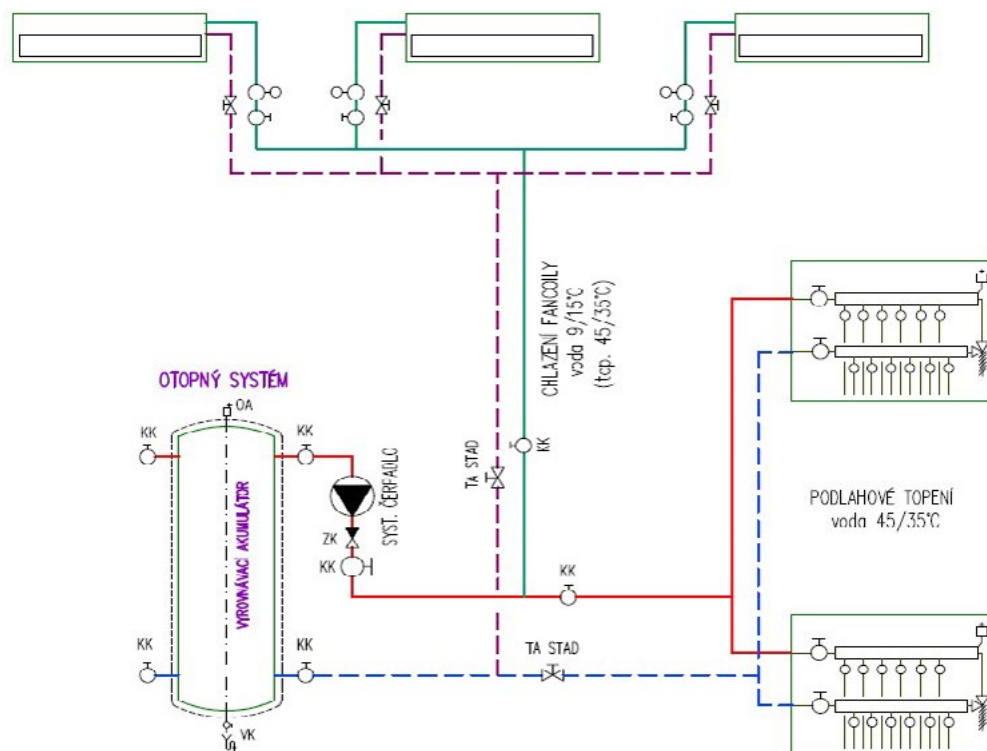 CHLAZENÍ FANCOILY
voda 9/15°C
(top. 45/35°C)
OTOPNÝ SYSTÉM
OA
KK
KK
KK
TA STAD
SYST. ČERPADLO
VYROVNÁVACÍ AKUMULÁTOR
ZK
KK
PODLAHOVÉ TOPENÍ
voda 45/35°C
KK
KK
KK
TA STAD
VK